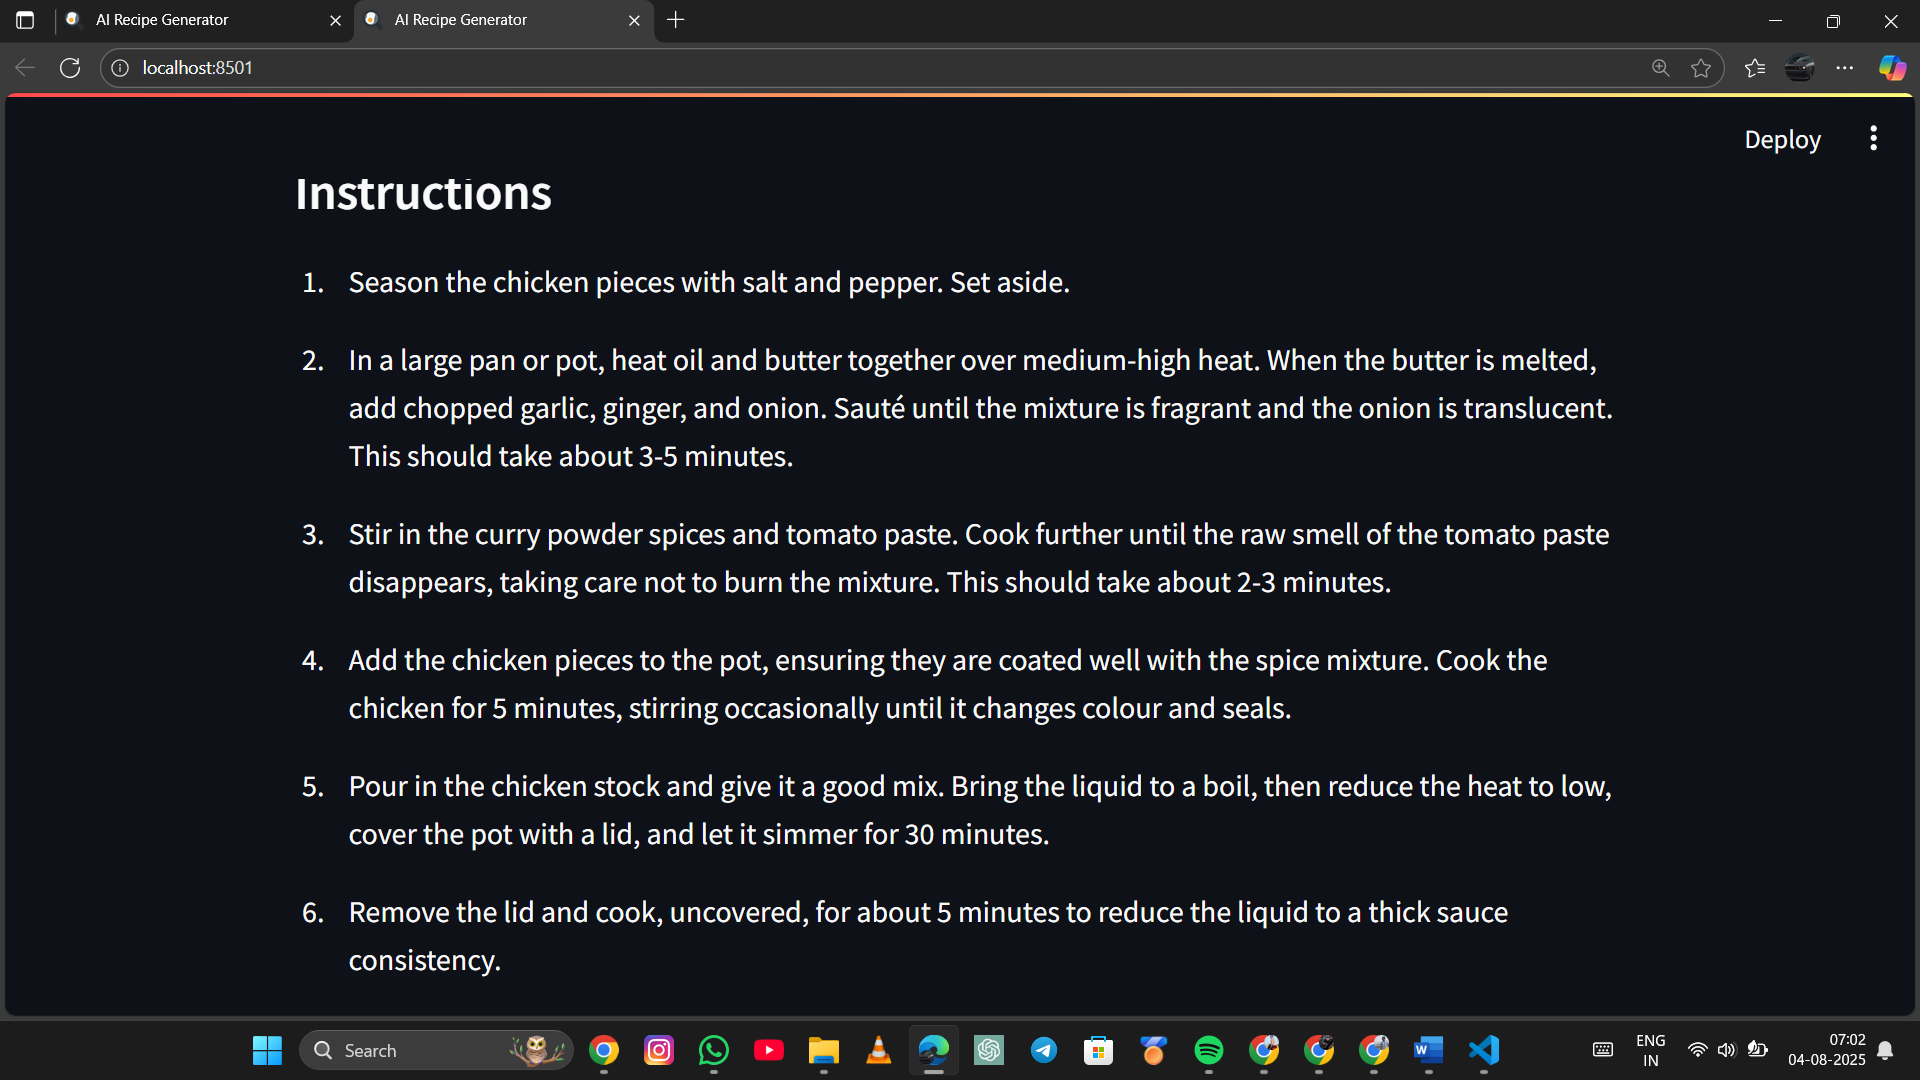 AI Recipe Generator
AI Recipe Generator
localhost:8501
Deploy
Instructions
1. Season the chicken pieces with salt and pepper. Set aside.
2. In a large pan or pot, heat oil and butter together over medium-high heat. When the butter is melted,
add chopped garlic, ginger, and onion. Sauté until the mixture is fragrant and the onion is translucent.
This should take about 3-5 minutes.
3. Stir in the curry powder spices and tomato paste. Cook further until the raw smell of the tomato paste
disappears, taking care not to burn the mixture. This should take about 2-3 minutes.
4. Add the chicken pieces to the pot, ensuring they are coated well with the spice mixture. Cook the
chicken for 5 minutes, stirring occasionally until it changes colour and seals.
5. Pour in the chicken stock and give it a good mix. Bring the liquid to a boil, then reduce the heat to low,
cover the pot with a lid, and let it simmer for 30 minutes.
6. Remove the lid and cook, uncovered, for about 5 minutes to reduce the liquid to a thick sauce
consistency.
Search
ENG
IN
07:02
04-08-2025